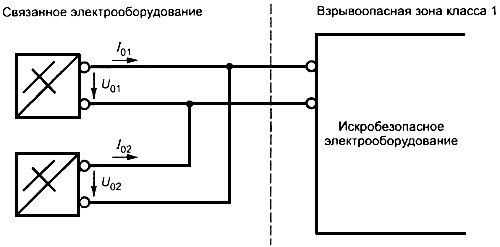 Связанное электрооборудование
Взрывоопасная зона класса 1
I01
U01
I02
U02
Искробезопасное
электрооборудование